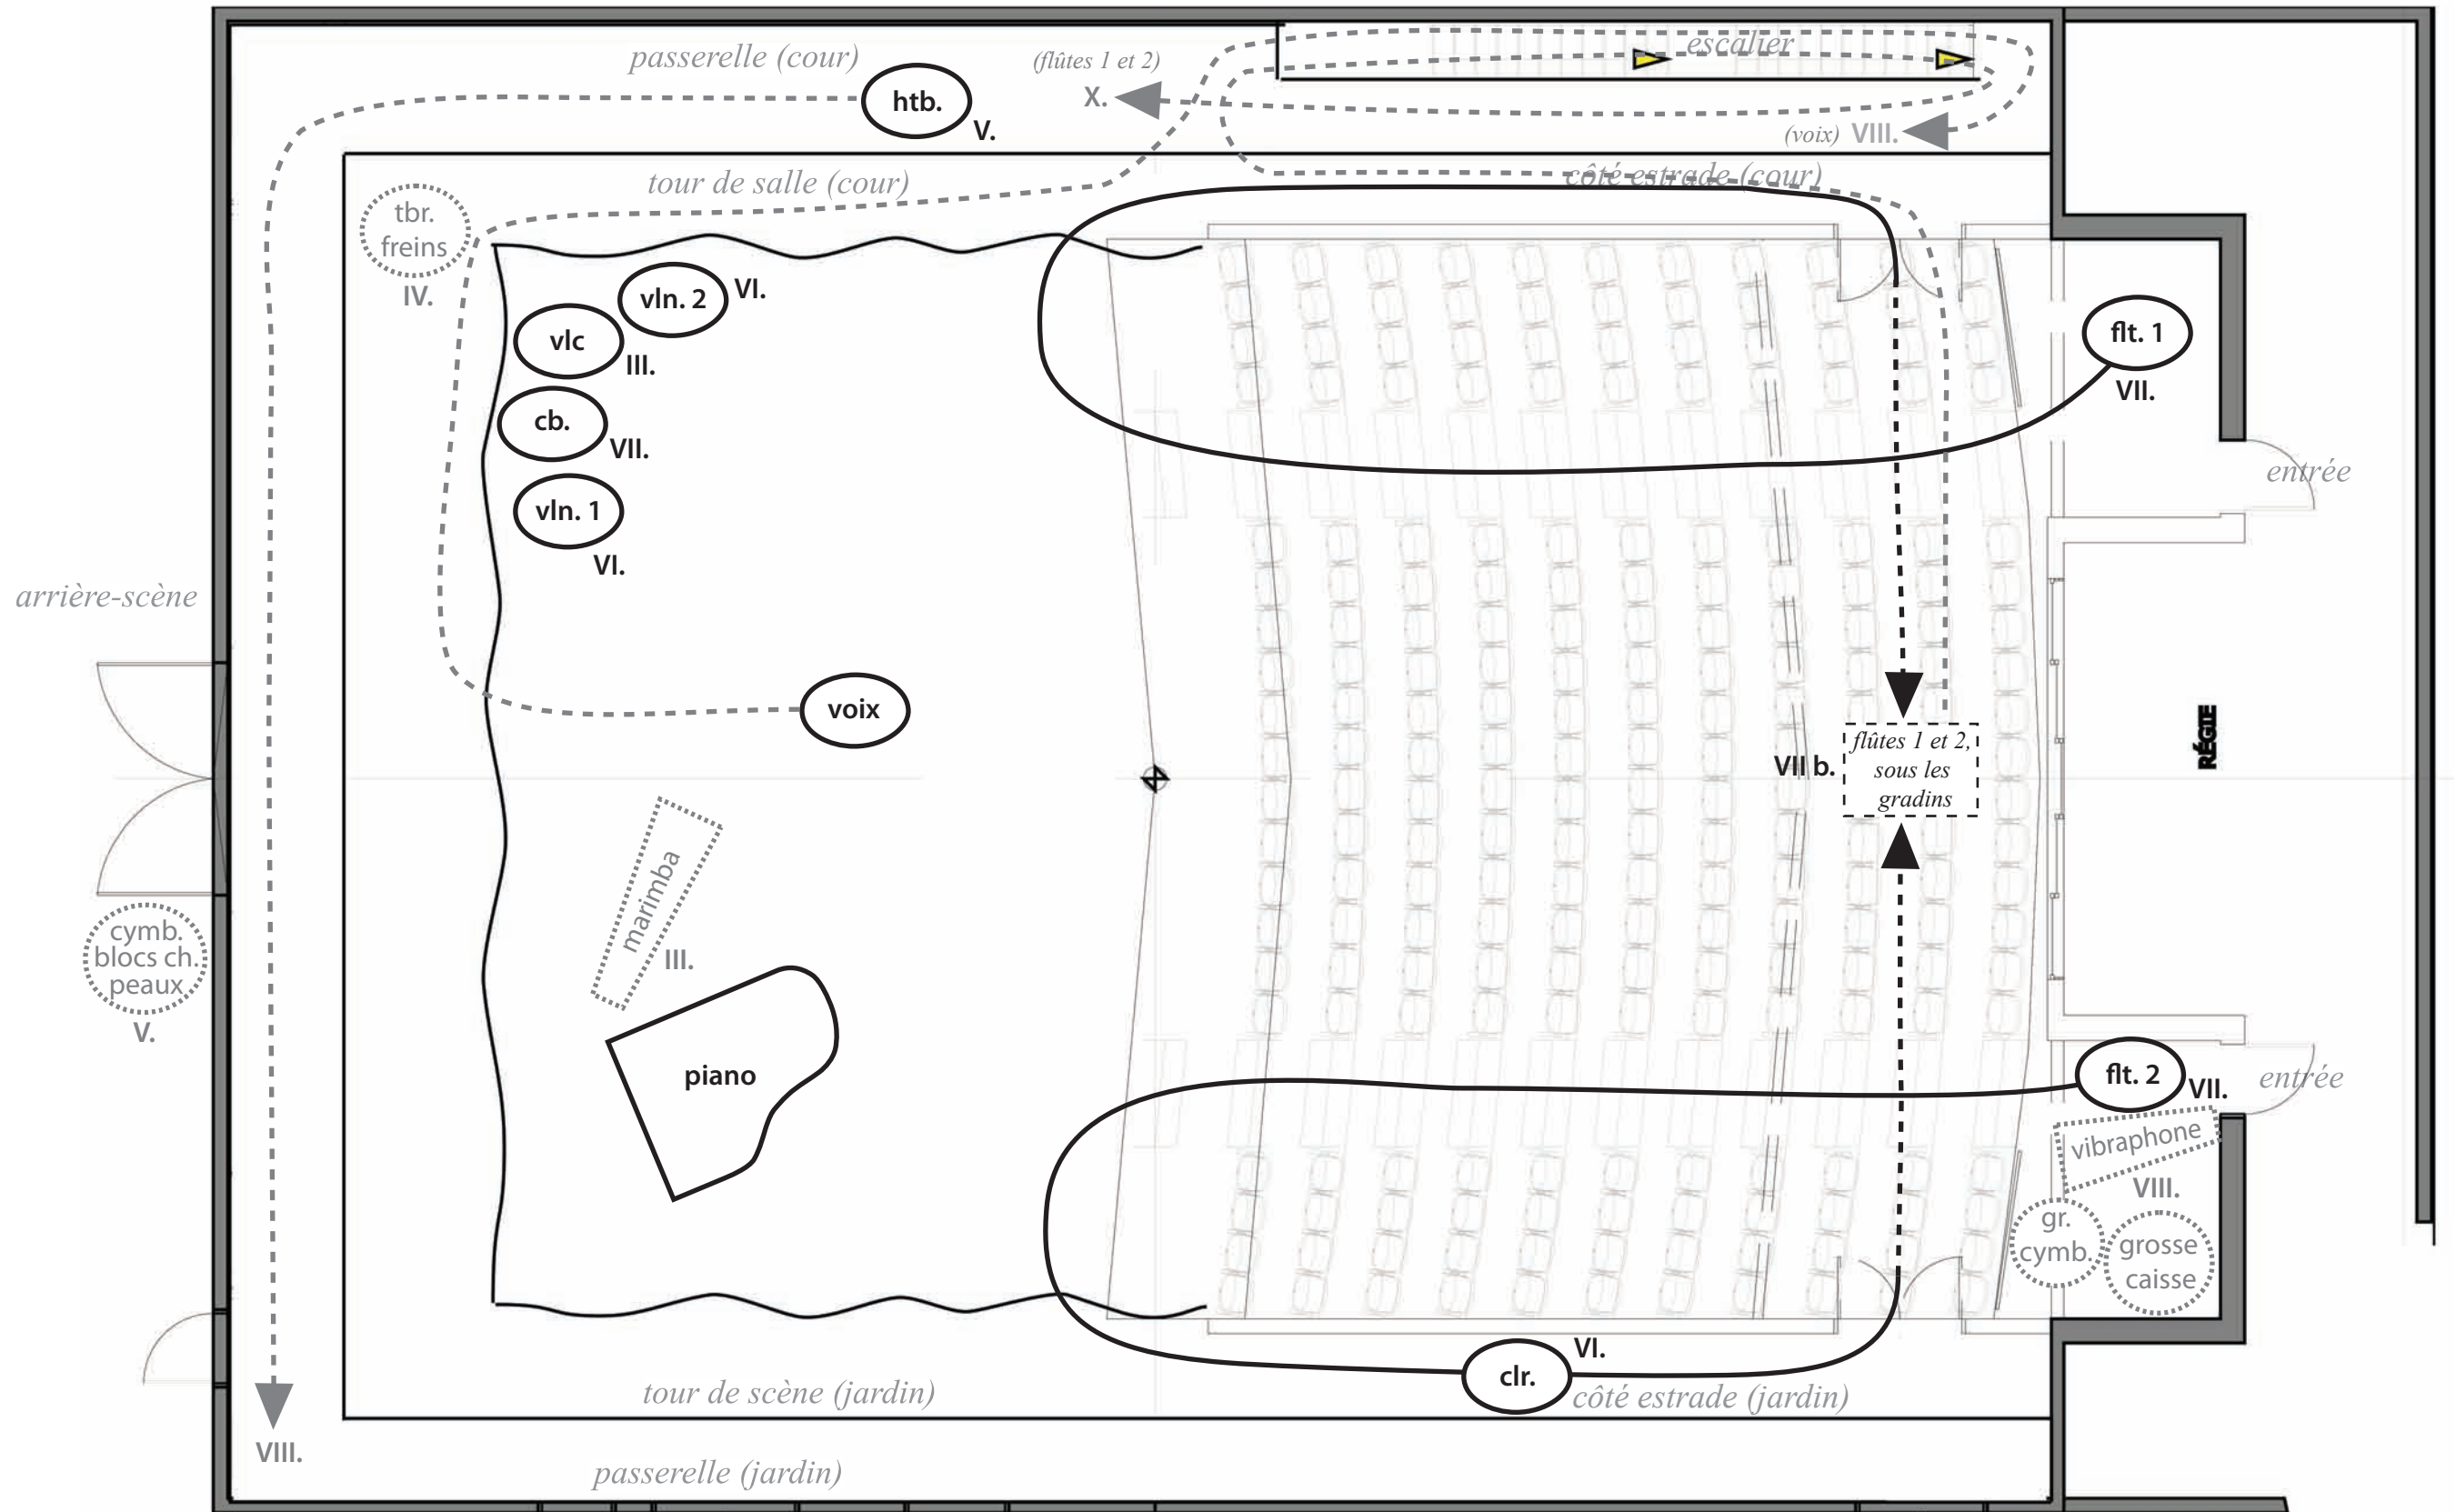 passerelle (cour)
(flûtes 1 et 2)
escalier
htb.
X.
V.
(voix) VIII.
tour de salle (cour)
côté estrade (cour)
tbr.
freins
IV.
vln. 2
VI.
vlc
III.
flt. 1
VII.
cb.
VII.
entrée
vln. 1
VI.
arrière-scène
voix
RÉGIE
VII b.
flûtes 1 et 2,
sous les
gradins
marimba
III.
cymb.
blocs ch.
peaux
V.
piano
flt. 2
VII.
entrée
vibraphone
VIII.
gr.
cymb.
grosse
caisse
VI.
clr.
tour de scène (jardin)
côté estrade (jardin)
VIII.
passerelle (jardin)